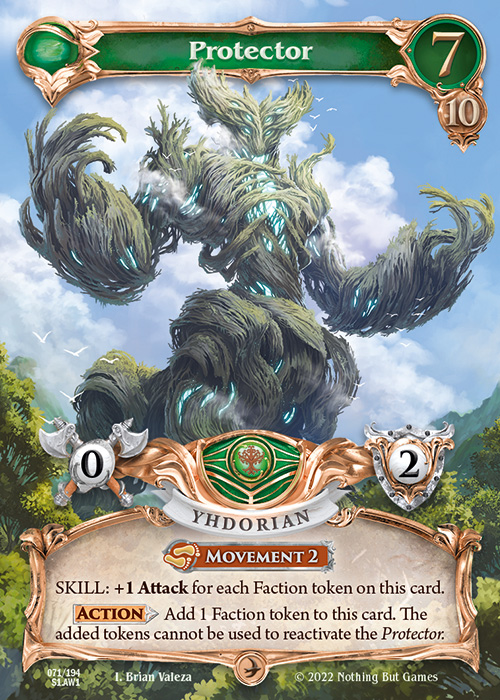 Protector
7
10
0
2
YHDORIAN
MOVEMENT 2
SKILL: +1 Attack for each Faction token on this card.
ACTION Add 1 Faction token to this card. The
added tokens cannot be used to reactivate the Protector.
071/194
S1.AW1
I. Brian Valeza
© 2022 Nothing But Games